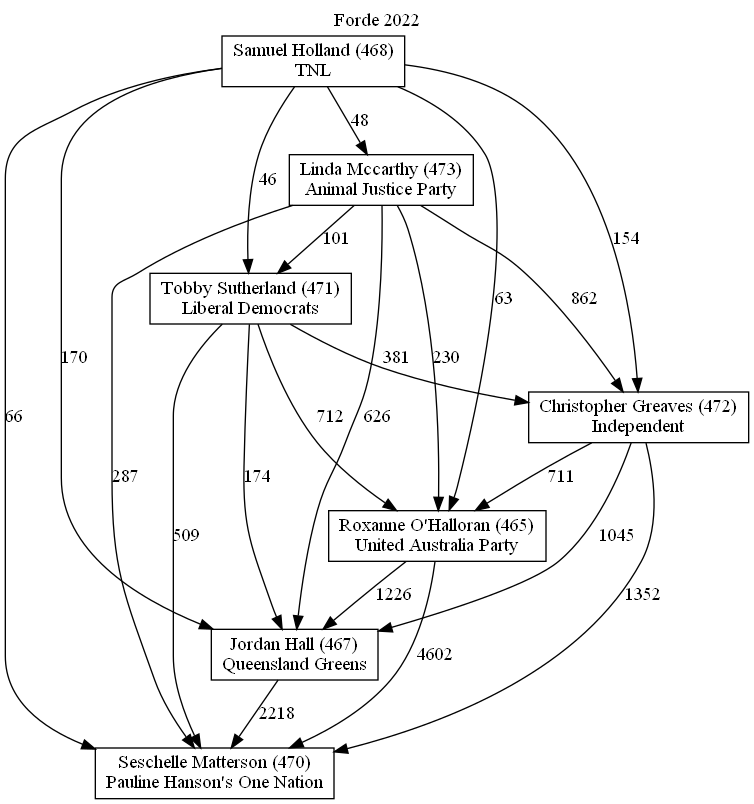 Forde 2022
Samuel Holland (468)
TNL
48
Linda Mccarthy (473)
Animal Justice Party
46
154
101
Tobby Sutherland (471)
Liberal Democrats
63
862
66
170
381
230
Christopher Greaves (472)
Independent
712
626
287
174
711
Roxanne O'Halloran (465)
United Australia Party
509
1045
1226
1352
Jordan Hall (467)
Queensland Greens
4602
2218
Seschelle Matterson (470)
Pauline Hanson's One Nation